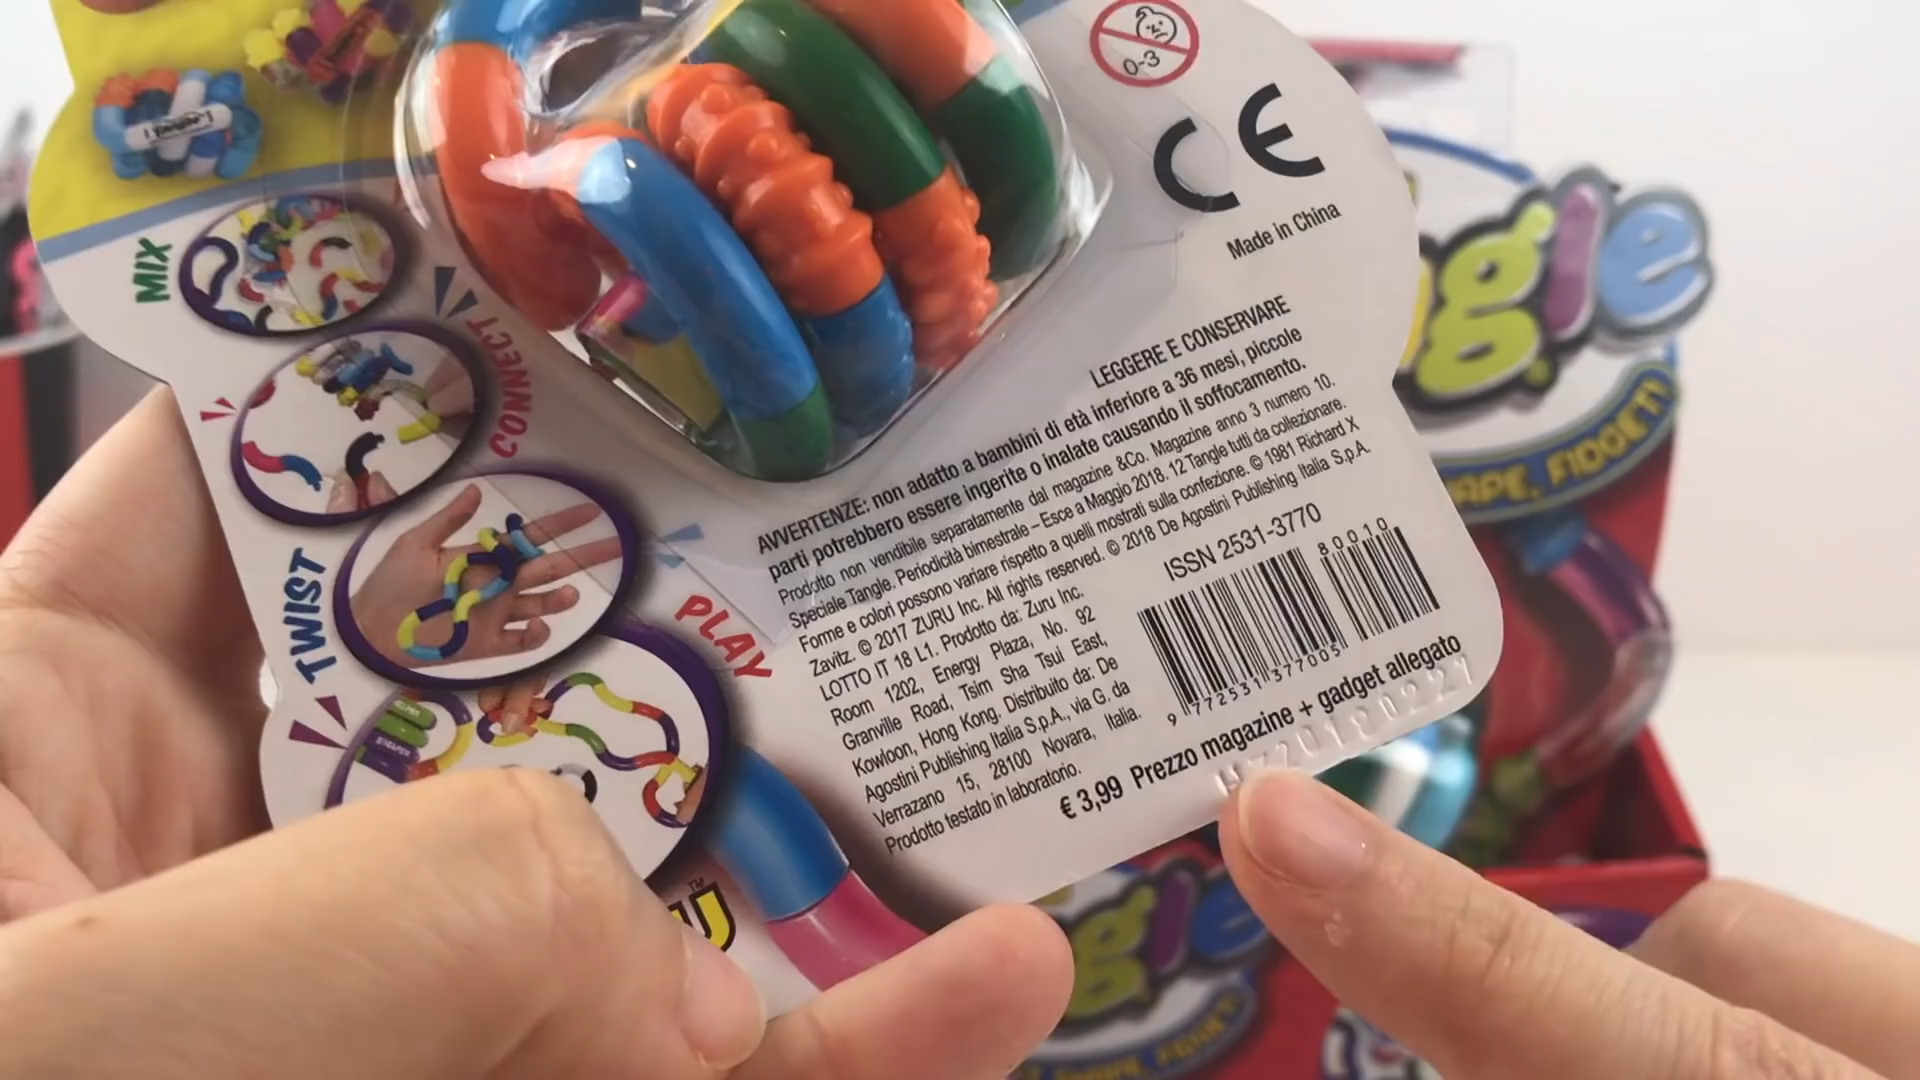 0-3
CE
Made in China
MIX
CONNECT
TWIST
PLAY
LEGGERE E CONSERVARE
AVVERTENZE: non adatto a bambini di età inferiore a 36 mesi, piccole
parti potrebbero essere ingerite o inalate causando il soffocamento.
Prodotto non vendibile separatamente dal magazine &Co. Magazine anno 3 numero 10.
Speciale Tangle. Periodicità bimestrale – Esce a Maggio 2018. 12 Tangle tutti da collezionare.
Forme e colori possono variare rispetto a quelli mostrati sulla confezione. © 1981 Richard X
Zavitz. © 2017 ZURU Inc. All rights reserved. © 2018 De Agostini Publishing Italia S.p.A.
LOTTO IT 18 L1. Prodotto da: Zuru Inc.
Room 1202, Energy Plaza, No. 92
Granville Road, Tsim Sha Tsui East,
Kowloon, Hong Kong. Distribuito da: De
Agostini Publishing Italia S.p.A., via G. da
Verrazano 15, 28100 Novara, Italia.
Prodotto testato in laboratorio.
ISSN 2531-3770
80010
9 772531 377005
€ 3,99 Prezzo magazine + gadget allegato
HZ20180227
gle
APE, FIDGET!
U™
gle